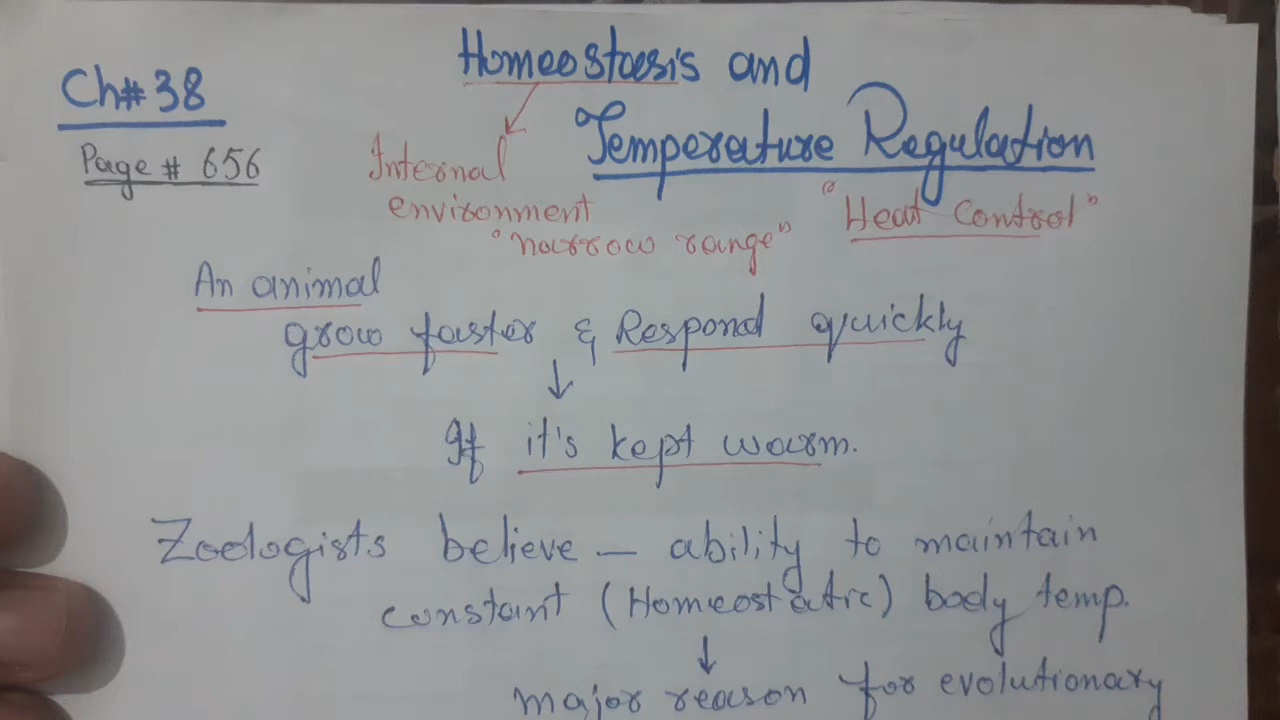 Homeostasis and
Ch# 38
Temperature Regulation
Page # 656
Internal
environment
"Heat Control"
"narrow range"
An animal
grow faster & Respond quickly
↓
If it's kept warm.
Zoologists believe – ability to maintain
constant (Homeostatic) body temp.
↓
major reason for evolutionary